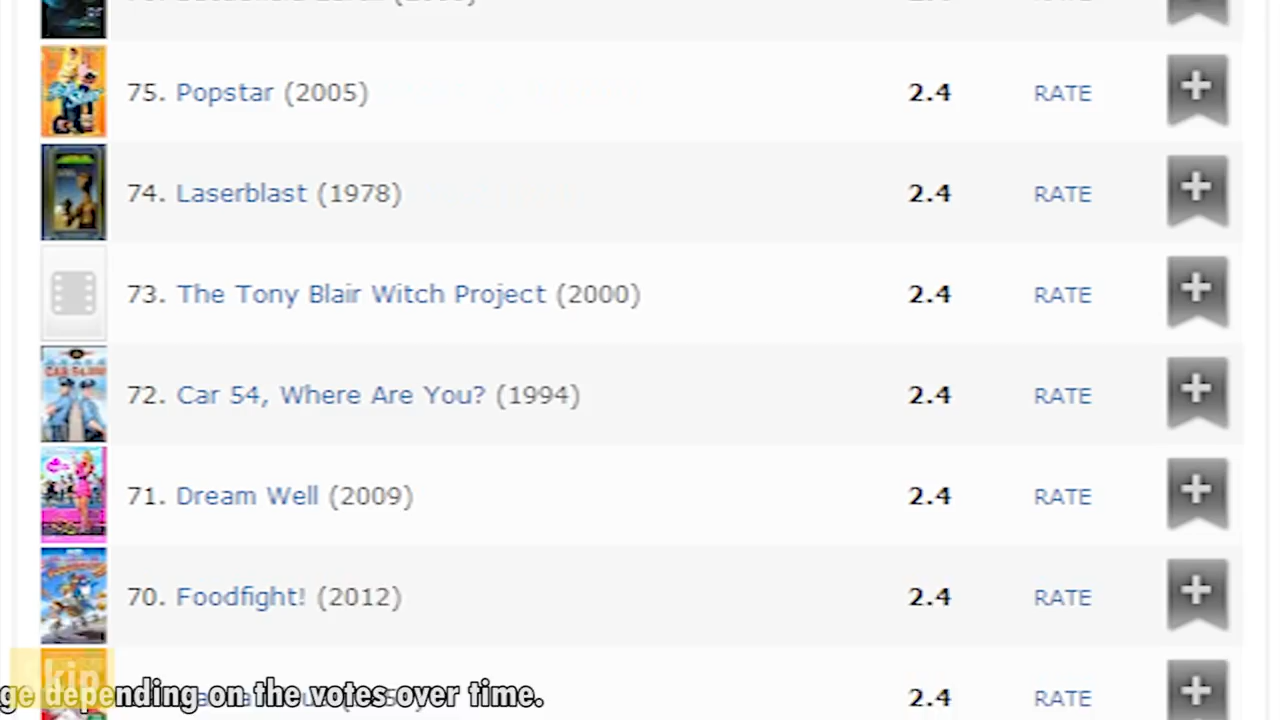 75. Popstar (2005) 2.4 RATE
74. Laserblast (1978) 2.4 RATE
73. The Tony Blair Witch Project (2000) 2.4 RATE
72. Car 54, Where Are You? (1994) 2.4 RATE
71. Dream Well (2009) 2.4 RATE
70. Foodfight! (2012) 2.4 RATE
2.4 RATE
ge depending on the votes over time.